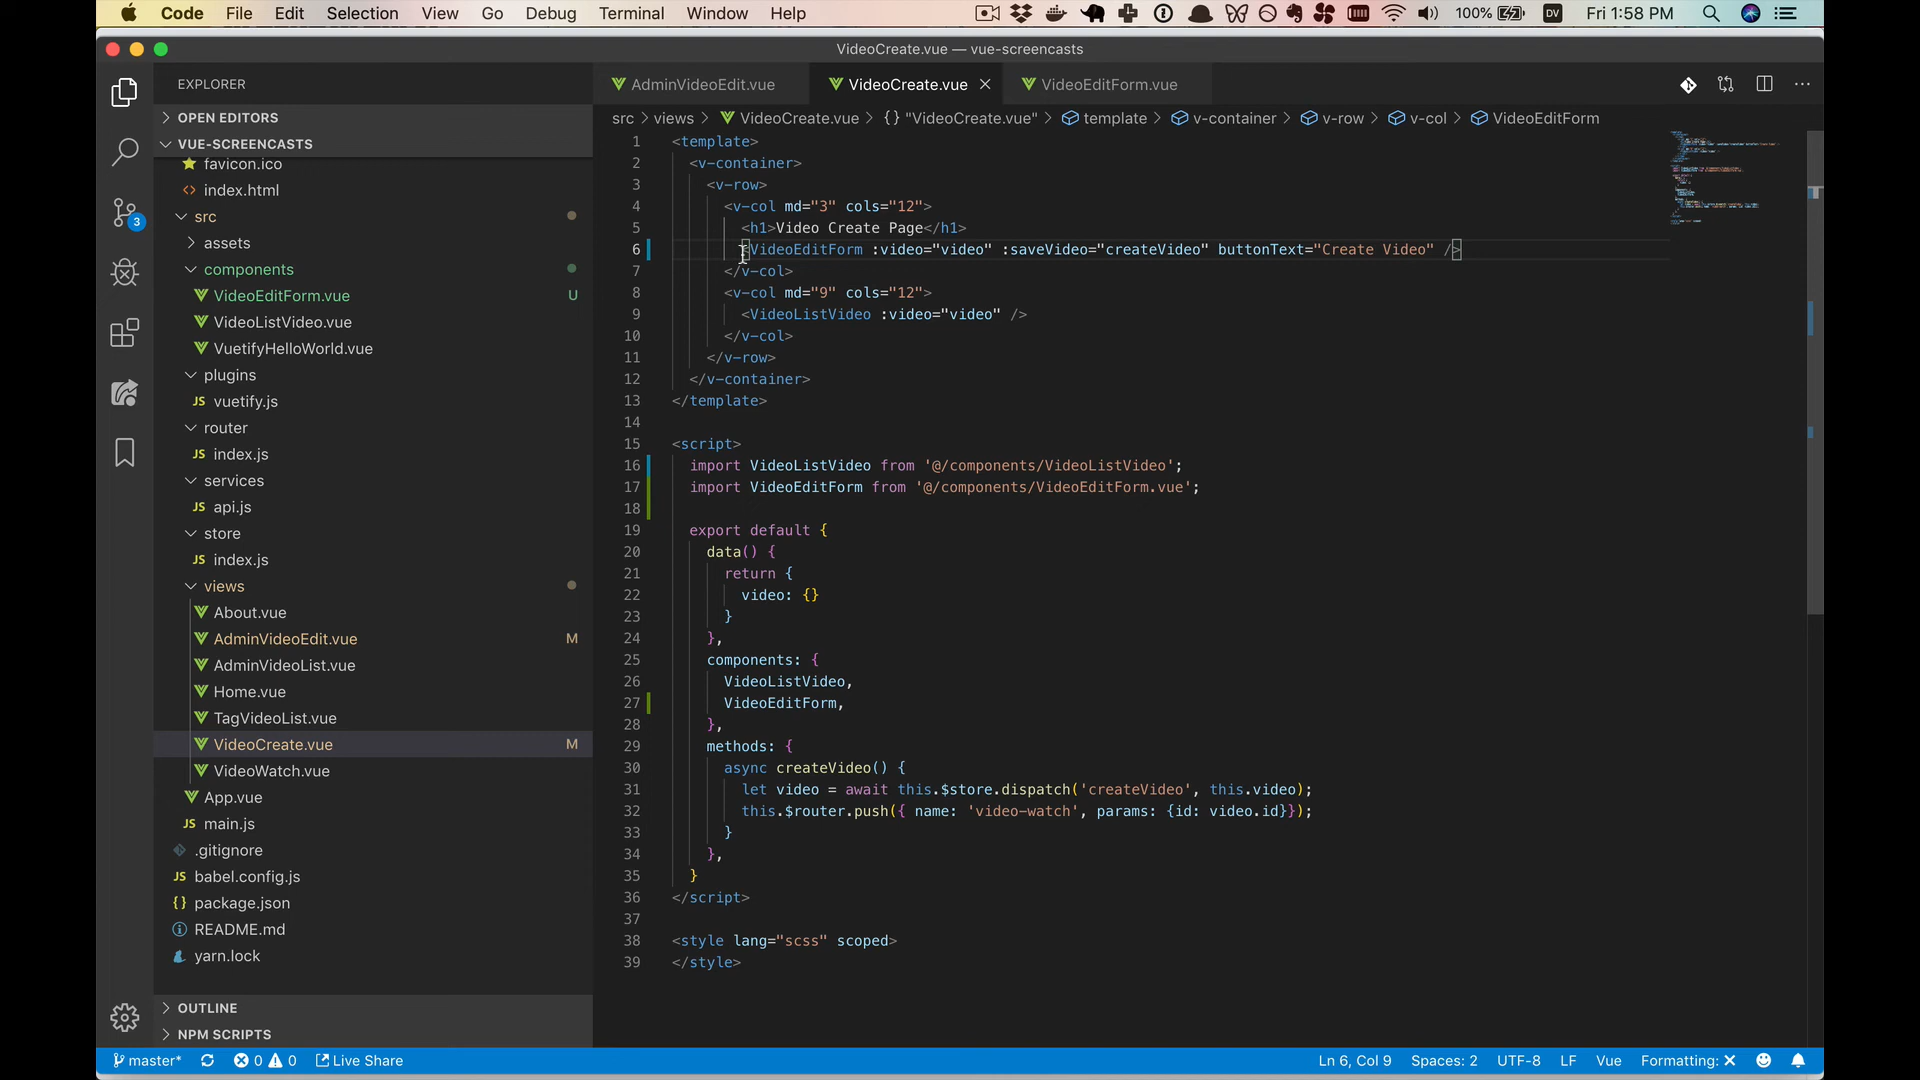 Code File Edit Selection View Go Debug Terminal Window Help 100% DV Fri 1:58 PM
VideoCreate.vue — vue-screencasts
EXPLORER
OPEN EDITORS
VUE-SCREENCASTS
favicon.ico
index.html
src
assets
components
VideoEditForm.vue U
VideoListVideo.vue
VuetifyHelloWorld.vue
plugins
JS vuetify.js
router
JS index.js
services
JS api.js
store
JS index.js
views
About.vue
AdminVideoEdit.vue M
AdminVideoList.vue
Home.vue
TagVideoList.vue
VideoCreate.vue M
VideoWatch.vue
App.vue
JS main.js
.gitignore
JS babel.config.js
{} package.json
README.md
yarn.lock
OUTLINE
NPM SCRIPTS
3
AdminVideoEdit.vue VideoCreate.vue VideoEditForm.vue
src > views > VideoCreate.vue > {} "VideoCreate.vue" > template > v-container > v-row > v-col > VideoEditForm
1 <template>
2 <v-container>
3 <v-row>
4 <v-col md="3" cols="12">
5 <h1>Video Create Page</h1>
6 <VideoEditForm :video="video" :saveVideo="createVideo" buttonText="Create Video" />
7 </v-col>
8 <v-col md="9" cols="12">
9 <VideoListVideo :video="video" />
10 </v-col>
11 </v-row>
12 </v-container>
13 </template>
14
15 <script>
16 import VideoListVideo from '@/components/VideoListVideo';
17 import VideoEditForm from '@/components/VideoEditForm.vue';
18
19 export default {
20 data() {
21 return {
22 video: {}
23 }
24 },
25 components: {
26 VideoListVideo,
27 VideoEditForm,
28 },
29 methods: {
30 async createVideo() {
31 let video = await this.$store.dispatch('createVideo', this.video);
32 this.$router.push({ name: 'video-watch', params: {id: video.id}});
33 }
34 },
35 }
36 </script>
37
38 <style lang="scss" scoped>
39 </style>
master* 0 0 Live Share Ln 6, Col 9 Spaces: 2 UTF-8 LF Vue Formatting: ✕